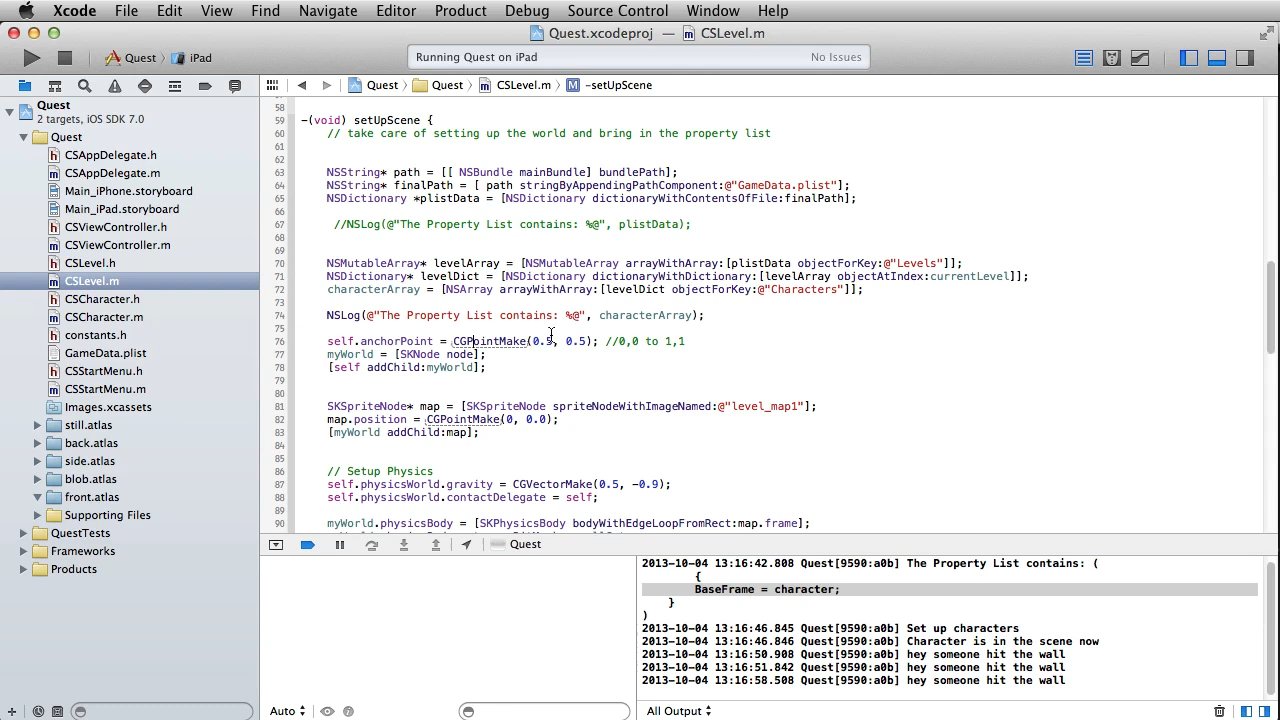 Xcode File Edit View Find Navigate Editor Product Debug Source Control Window Help
Quest.xcodeproj — CSLevel.m
Quest iPad
Running Quest on iPad No Issues
Quest Quest CSLevel.m M -setUpScene
Quest
2 targets, iOS SDK 7.0
Quest
h CSAppDelegate.h
m CSAppDelegate.m
Main_iPhone.storyboard
Main_iPad.storyboard
h CSViewController.h
m CSViewController.m
h CSLevel.h
m CSLevel.m
h CSCharacter.h
m CSCharacter.m
h constants.h
GameData.plist
h CSStartMenu.h
m CSStartMenu.m
Images.xcassets
still.atlas
back.atlas
side.atlas
blob.atlas
front.atlas
Supporting Files
QuestTests
Frameworks
Products
58
59 -(void) setUpScene {
60 // take care of setting up the world and bring in the property list
61
62
63 NSString* path = [[ NSBundle mainBundle] bundlePath];
64 NSString* finalPath = [ path stringByAppendingPathComponent:@"GameData.plist"];
65 NSDictionary *plistData = [NSDictionary dictionaryWithContentsOfFile:finalPath];
66
67 //NSLog(@"The Property List contains: %@", plistData);
68
69
70 NSMutableArray* levelArray = [NSMutableArray arrayWithArray:[plistData objectForKey:@"Levels"]];
71 NSDictionary* levelDict = [NSDictionary dictionaryWithDictionary:[levelArray objectAtIndex:currentLevel]];
72 characterArray = [NSArray arrayWithArray:[levelDict objectForKey:@"Characters"]];
73
74 NSLog(@"The Property List contains: %@", characterArray);
75
76 self.anchorPoint = CGPointMake(0.5, 0.5); //0,0 to 1,1
77 myWorld = [SKNode node];
78 [self addChild:myWorld];
79
80
81 SKSpriteNode* map = [SKSpriteNode spriteNodeWithImageNamed:@"level_map1"];
82 map.position = CGPointMake(0, 0.0);
83 [myWorld addChild:map];
84
85
86 // Setup Physics
87 self.physicsWorld.gravity = CGVectorMake(0.5, -0.9);
88 self.physicsWorld.contactDelegate = self;
89
90 myWorld.physicsBody = [SKPhysicsBody bodyWithEdgeLoopFromRect:map.frame];
Quest
2013-10-04 13:16:42.808 Quest[9590:a0b] The Property List contains: (
{
BaseFrame = character;
}
)
2013-10-04 13:16:46.845 Quest[9590:a0b] Set up characters
2013-10-04 13:16:46.846 Quest[9590:a0b] Character is in the scene now
2013-10-04 13:16:50.908 Quest[9590:a0b] hey someone hit the wall
2013-10-04 13:16:51.842 Quest[9590:a0b] hey someone hit the wall
2013-10-04 13:16:58.508 Quest[9590:a0b] hey someone hit the wall
Auto All Output